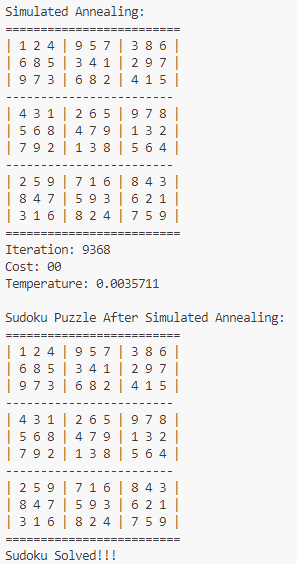 Simulated Annealing:
=========================
| 1 2 4 | 9 5 7 | 3 8 6 |
| 6 8 5 | 3 4 1 | 2 9 7 |
| 9 7 3 | 6 8 2 | 4 1 5 |
------------------------
| 4 3 1 | 2 6 5 | 9 7 8 |
| 5 6 8 | 4 7 9 | 1 3 2 |
| 7 9 2 | 1 3 8 | 5 6 4 |
------------------------
| 2 5 9 | 7 1 6 | 8 4 3 |
| 8 4 7 | 5 9 3 | 6 2 1 |
| 3 1 6 | 8 2 4 | 7 5 9 |
=========================
Iteration: 9368
Cost: 00
Temperature: 0.0035711

Sudoku Puzzle After Simulated Annealing:
=========================
| 1 2 4 | 9 5 7 | 3 8 6 |
| 6 8 5 | 3 4 1 | 2 9 7 |
| 9 7 3 | 6 8 2 | 4 1 5 |
------------------------
| 4 3 1 | 2 6 5 | 9 7 8 |
| 5 6 8 | 4 7 9 | 1 3 2 |
| 7 9 2 | 1 3 8 | 5 6 4 |
------------------------
| 2 5 9 | 7 1 6 | 8 4 3 |
| 8 4 7 | 5 9 3 | 6 2 1 |
| 3 1 6 | 8 2 4 | 7 5 9 |
=========================
Sudoku Solved!!!